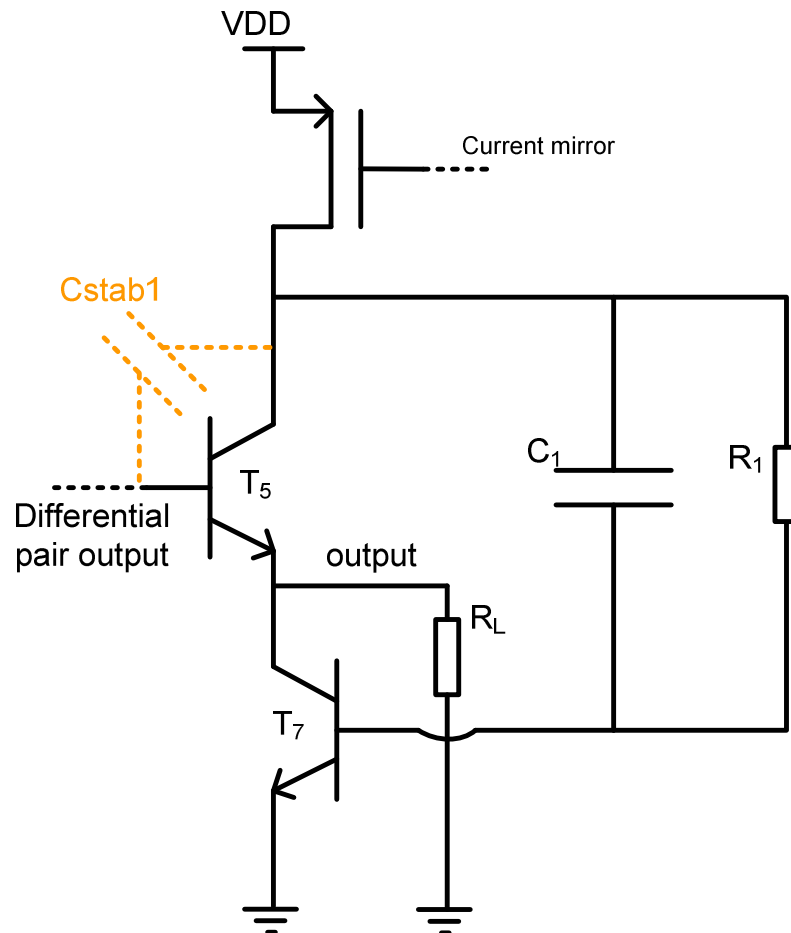 VDD
Current mirror
Cstab1
C1
R1
T5
Differential
pair output
output
RL
T7